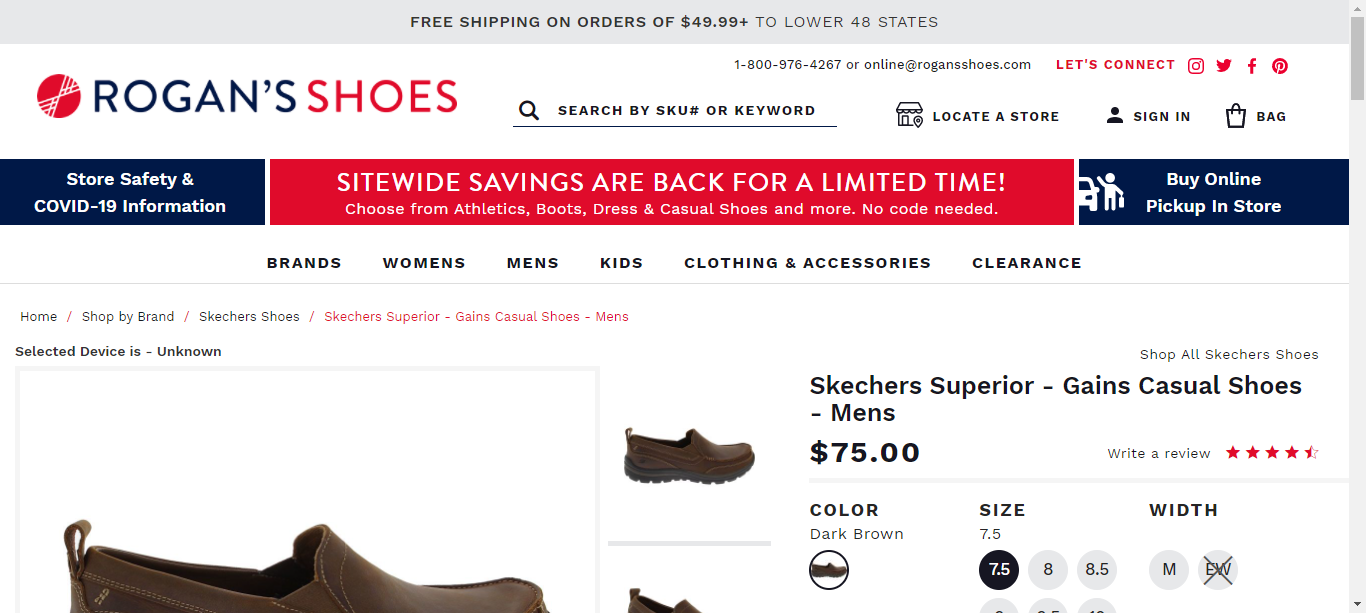 FREE SHIPPING ON ORDERS OF $49.99+ TO LOWER 48 STATES
1-800-976-4267 or online@rogansshoes.com
LET'S CONNECT
ROGAN'S SHOES
SEARCH BY SKU# OR KEYWORD
LOCATE A STORE
SIGN IN
BAG
Store Safety &
COVID-19 Information
SITEWIDE SAVINGS ARE BACK FOR A LIMITED TIME!
Choose from Athletics, Boots, Dress & Casual Shoes and more. No code needed.
Buy Online
Pickup In Store
BRANDS WOMENS MENS KIDS CLOTHING & ACCESSORIES CLEARANCE
Home / Shop by Brand / Skechers Shoes / Skechers Superior - Gains Casual Shoes - Mens
Selected Device is - Unknown
Shop All Skechers Shoes
Skechers Superior - Gains Casual Shoes
- Mens
$75.00
Write a review
COLOR
Dark Brown
SIZE
7.5
7.5 8 8.5
WIDTH
M EW